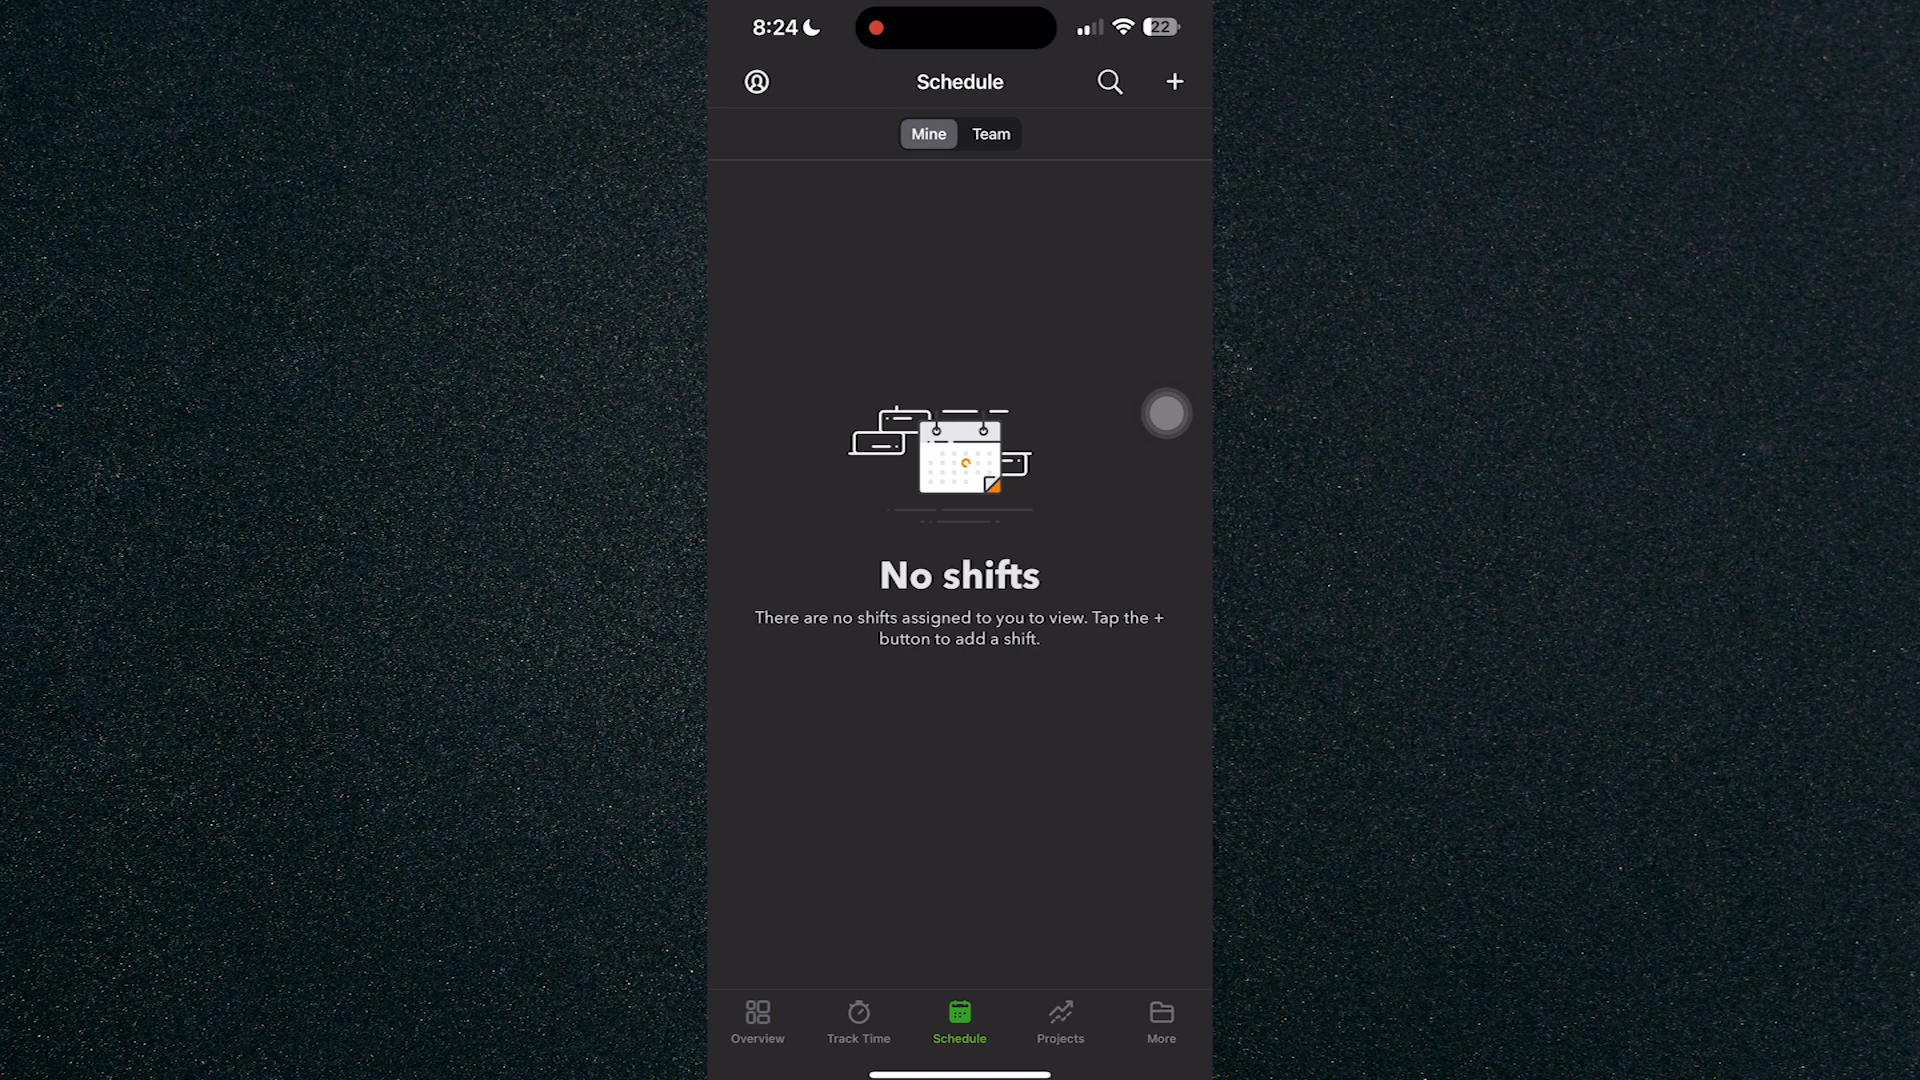 8:24
22
Schedule
Mine
Team
No shifts
There are no shifts assigned to you to view. Tap the +
button to add a shift.
Overview
Track Time
Schedule
Projects
More